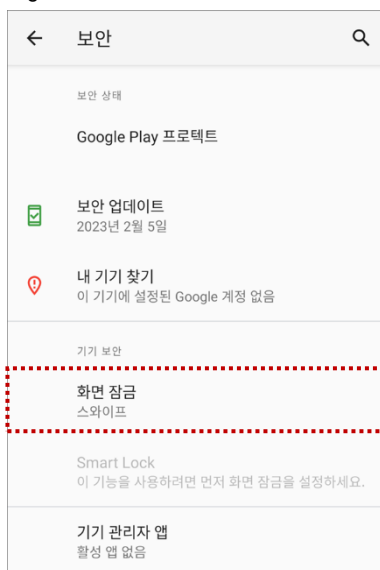 보안
보안 상태
Google Play 프로텍트
보안 업데이트
2023년 2월 5일
내 기기 찾기
이 기기에 설정된 Google 계정 없음
기기 보안
화면 잠금
스와이프
Smart Lock
이 기능을 사용하려면 먼저 화면 잠금을 설정하세요.
기기 관리자 앱
활성 앱 없음